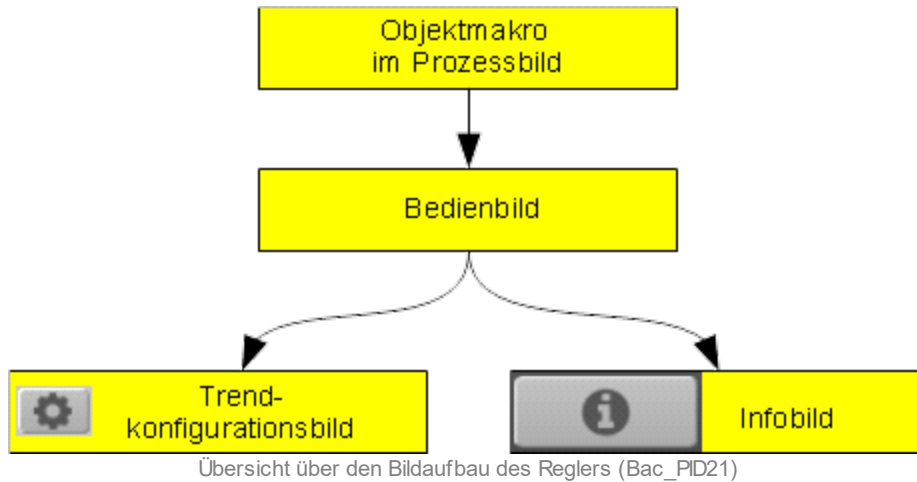 Objektmakro
im Prozessbild
Bedienbild
Trend-
konfigurationsbild
Infobild
Übersicht über den Bildaufbau des Reglers (Bac_PID21)